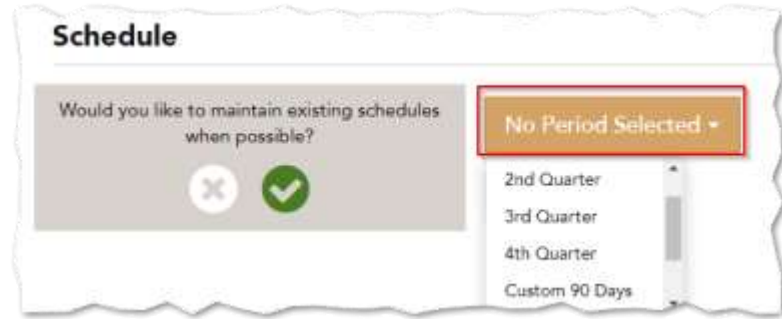 Schedule
Would you like to maintain existing schedules
when possible?
No Period Selected
2nd Quarter
3rd Quarter
4th Quarter
Custom 90 Days